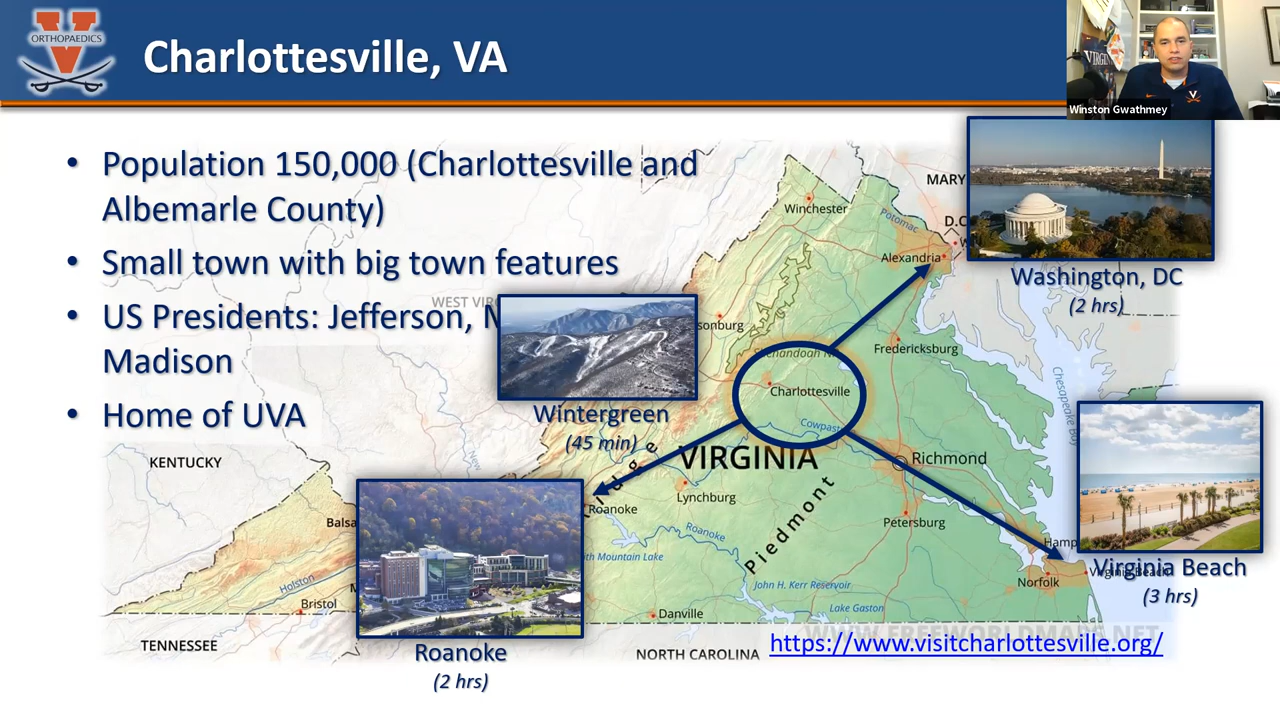 ORTHOPAEDICS
Charlottesville, VA
Winston Gwathmey
• Population 150,000 (Charlottesville and
Albemarle County)
• Small town with big town features
• US Presidents: Jefferson,
Madison
• Home of UVA
Washington, DC
(2 hrs)
Wintergreen
(45 min)
Roanoke
(2 hrs)
Virginia Beach
(3 hrs)
https://www.visitcharlottesville.org/
MARY
D.C
Winchester
Potomac
Alexandria
WEST VIRG
sonburg
Fredericksburg
Charlottesville
Chesapeake
Cowpast
VIRGINIA
Richmond
KENTUCKY
New
Lynchburg
Roanoke
Petersburg
Piedmont
Roanoke
ith Mountain Lake
Balsa
Hamp
Norfolk
Holston
Bristol
John H. Kerr Reservoir
Lake Gaston
Danville
TENNESSEE
NORTH CAROLINA